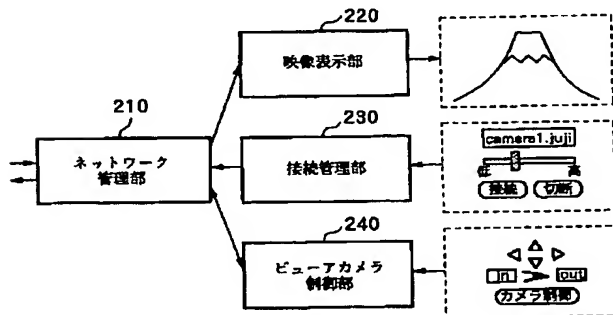 220
映像表示部
210
ネットワーク
管理部
230
接続管理部
camera1.juji
低 高
接続 切断
240
ビューアカメラ
制御部
in out
カメラ制御